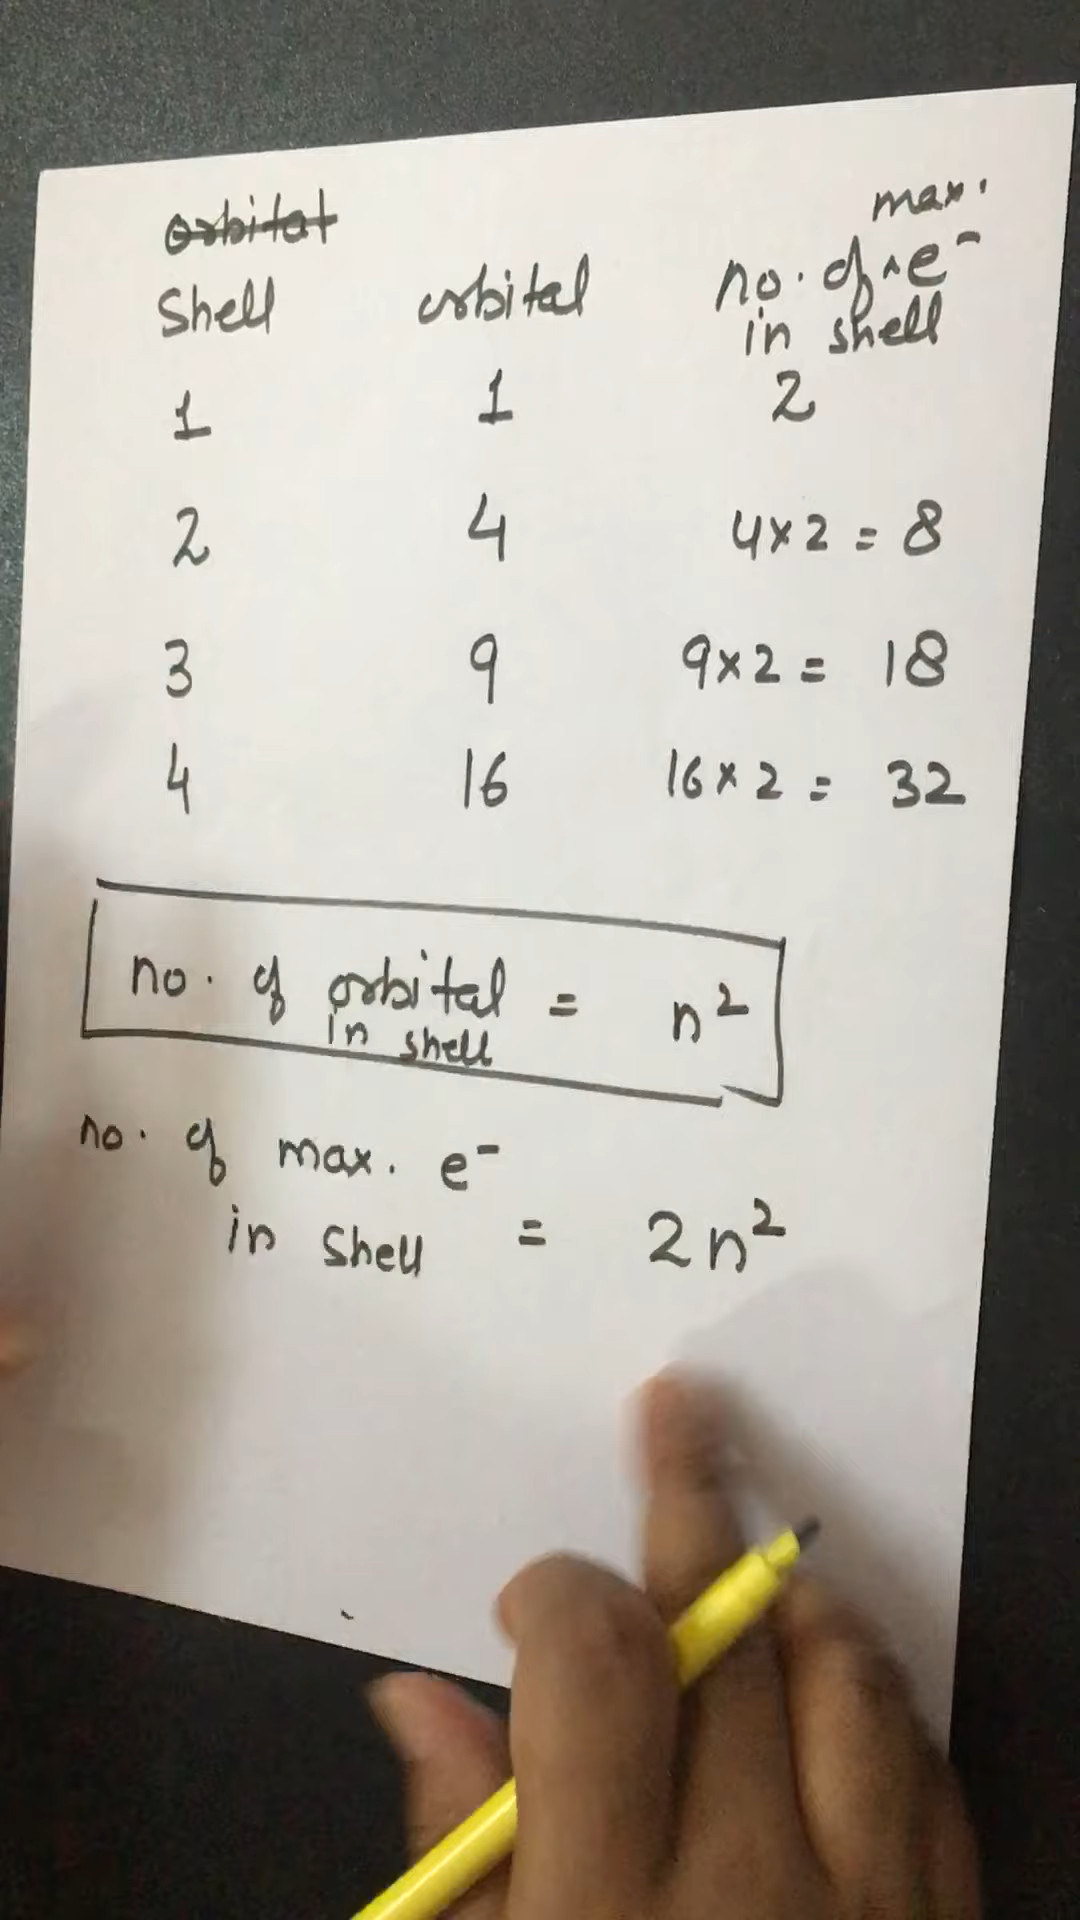 orbital
max.
Shell orbital no. of ^ e⁻
in shell
1 1 2
2 4 4 × 2 = 8
3 9 9 × 2 = 18
4 16 16 × 2 = 32
no. of orbital = n²
in shell
no. of max. e⁻
in shell = 2n²